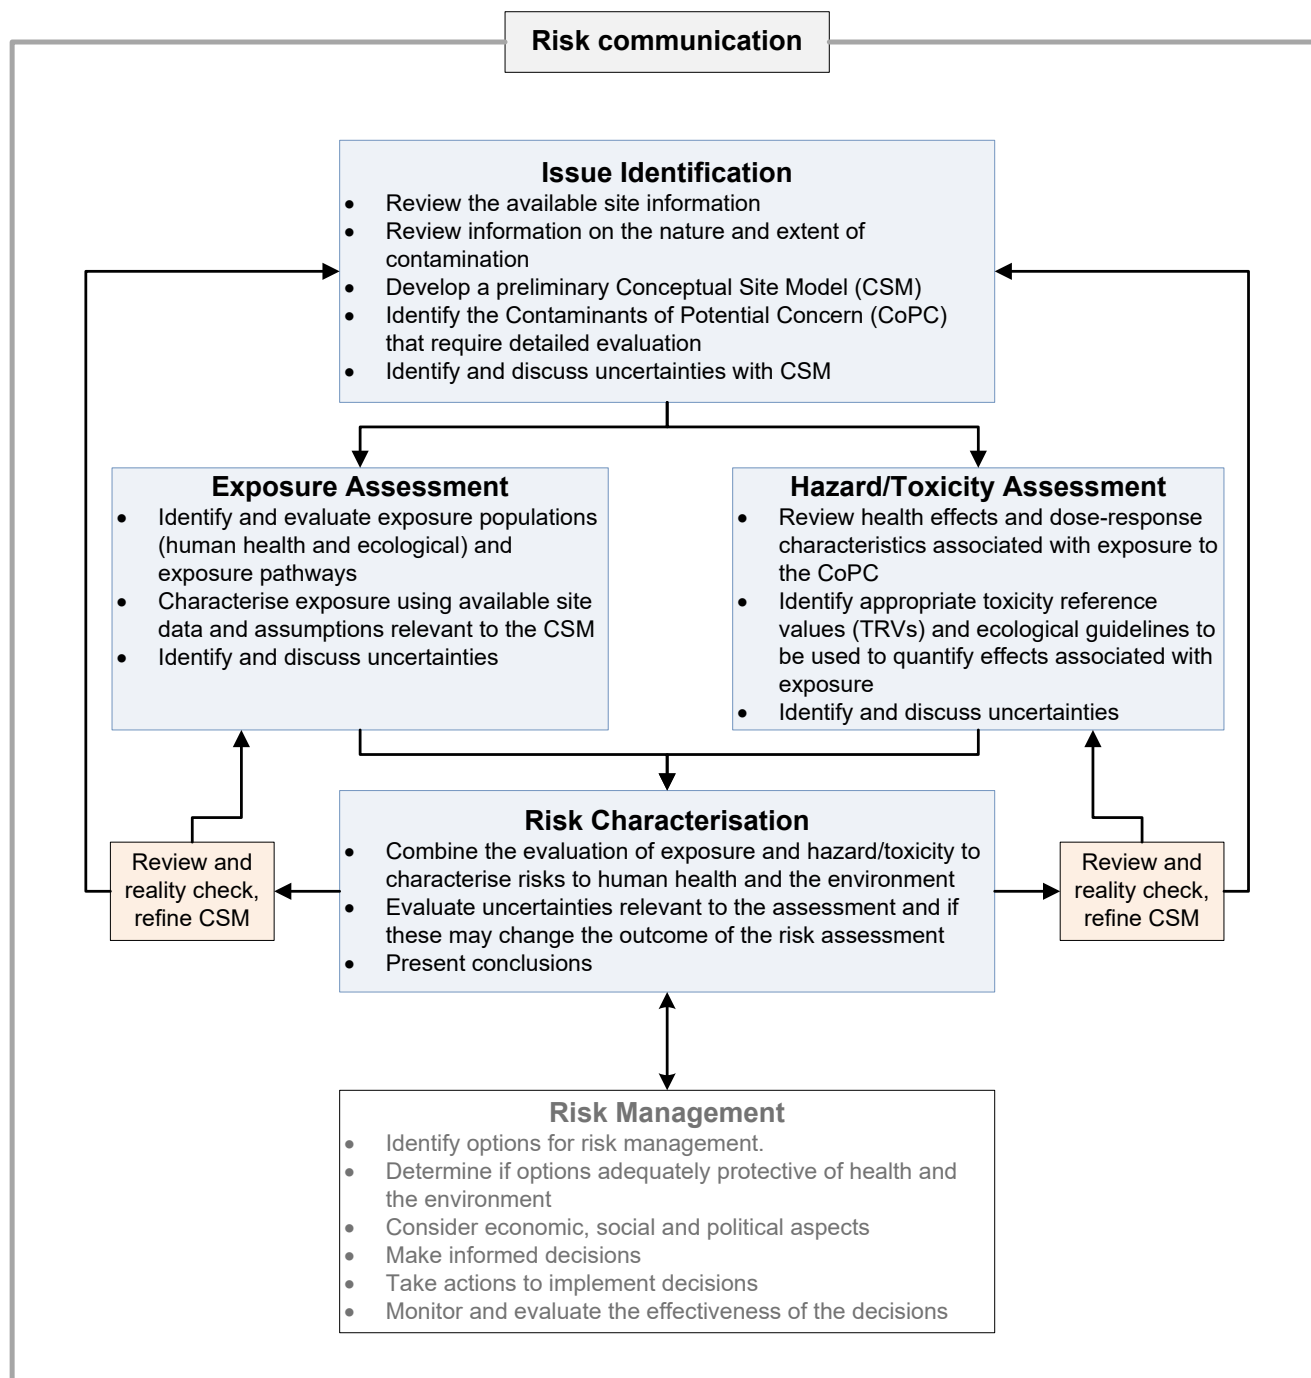 Risk communication
Issue Identification
• Review the available site information
• Review information on the nature and extent of
contamination
• Develop a preliminary Conceptual Site Model (CSM)
• Identify the Contaminants of Potential Concern (CoPC)
that require detailed evaluation
• Identify and discuss uncertainties with CSM
Exposure Assessment
• Identify and evaluate exposure populations
(human health and ecological) and
exposure pathways
• Characterise exposure using available site
data and assumptions relevant to the CSM
• Identify and discuss uncertainties
Hazard/Toxicity Assessment
• Review health effects and dose-response
characteristics associated with exposure to
the CoPC
• Identify appropriate toxicity reference
values (TRVs) and ecological guidelines to
be used to quantify effects associated with
exposure
• Identify and discuss uncertainties
Review and
reality check,
refine CSM
Risk Characterisation
• Combine the evaluation of exposure and hazard/toxicity to
characterise risks to human health and the environment
• Evaluate uncertainties relevant to the assessment and if
these may change the outcome of the risk assessment
• Present conclusions
Review and
reality check,
refine CSM
Risk Management
• Identify options for risk management.
• Determine if options adequately protective of health and
the environment
• Consider economic, social and political aspects
• Make informed decisions
• Take actions to implement decisions
• Monitor and evaluate the effectiveness of the decisions